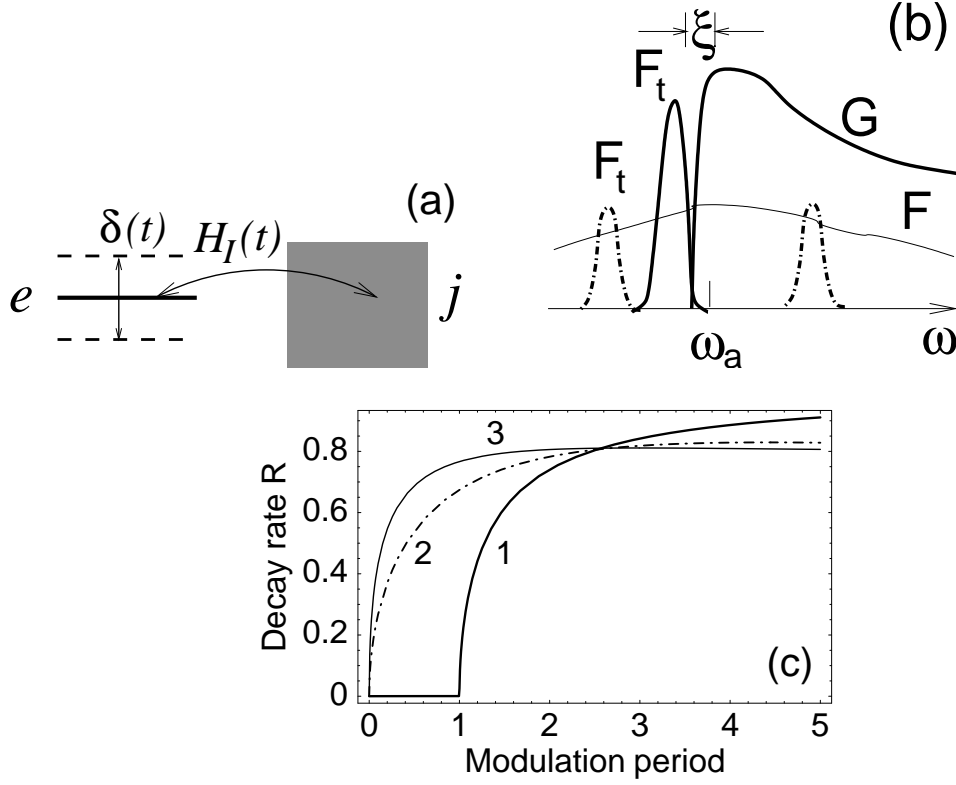 (a)
δ(t)
H_I(t)
e
j
(b)
ξ
F_t
F_t
G
F
ω_a
ω
Decay rate R
0.8
0.6
0.4
0.2
0
3
2
1
(c)
0 1 2 3 4 5
Modulation period